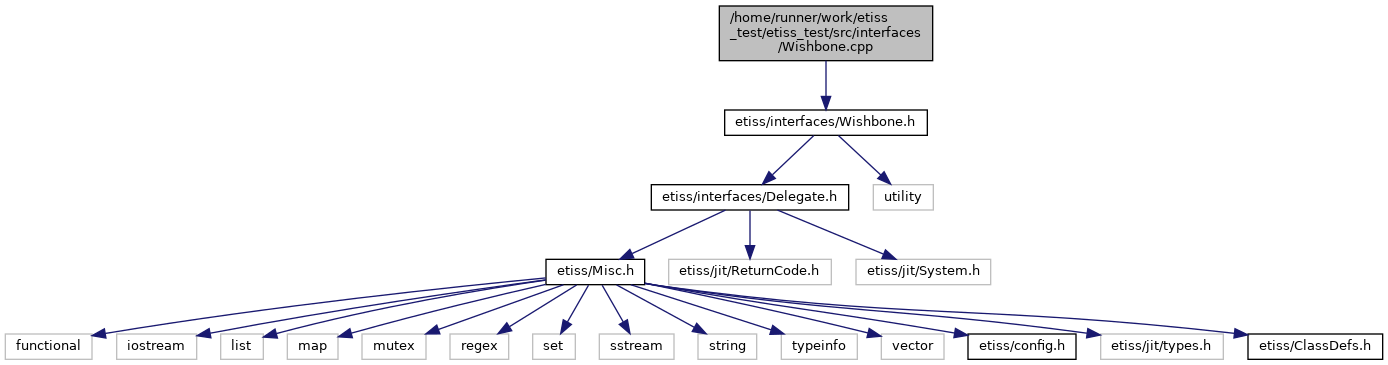 /home/runner/work/etiss
_test/etiss_test/src/interfaces
/Wishbone.cpp
etiss/interfaces/Wishbone.h
etiss/interfaces/Delegate.h
utility
etiss/Misc.h
etiss/jit/ReturnCode.h
etiss/jit/System.h
functional
iostream
list
map
mutex
regex
set
sstream
string
typeinfo
vector
etiss/config.h
etiss/jit/types.h
etiss/ClassDefs.h